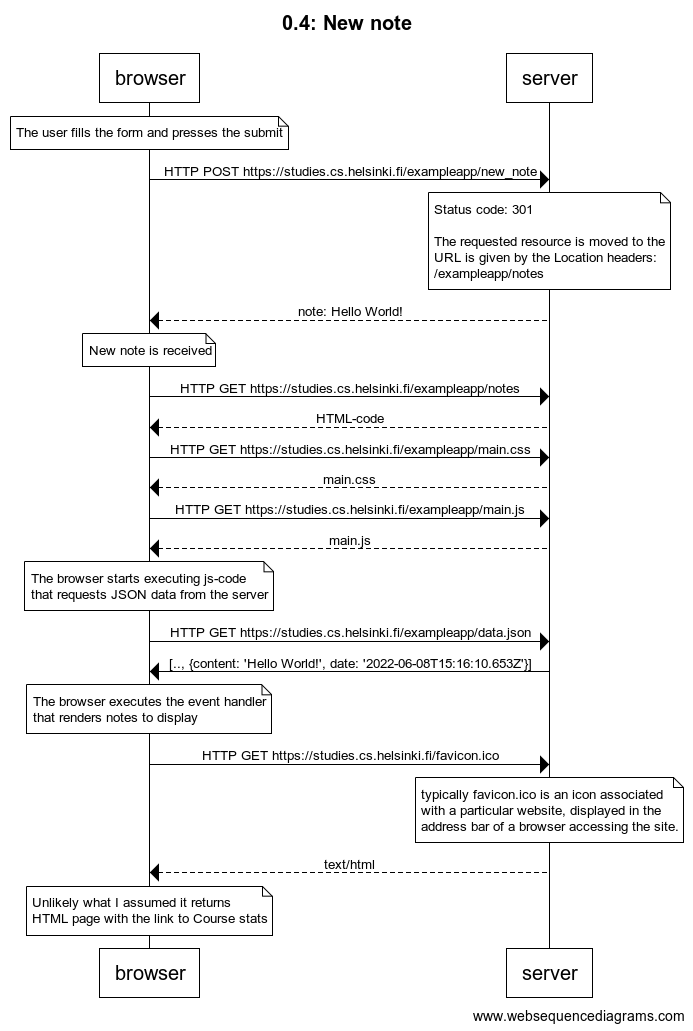 0.4: New note
browser
server
The user fills the form and presses the submit
HTTP POST https://studies.cs.helsinki.fi/exampleapp/new_note
Status code: 301
The requested resource is moved to the
URL is given by the Location headers:
/exampleapp/notes
note: Hello World!
New note is received
HTTP GET https://studies.cs.helsinki.fi/exampleapp/notes
HTML-code
HTTP GET https://studies.cs.helsinki.fi/exampleapp/main.css
main.css
HTTP GET https://studies.cs.helsinki.fi/exampleapp/main.js
main.js
The browser starts executing js-code
that requests JSON data from the server
HTTP GET https://studies.cs.helsinki.fi/exampleapp/data.json
[.., {content: 'Hello World!', date: '2022-06-08T15:16:10.653Z'}]
The browser executes the event handler
that renders notes to display
HTTP GET https://studies.cs.helsinki.fi/favicon.ico
typically favicon.ico is an icon associated
with a particular website, displayed in the
address bar of a browser accessing the site.
text/html
Unlikely what I assumed it returns
HTML page with the link to Course stats
browser
server
www.websequencediagrams.com